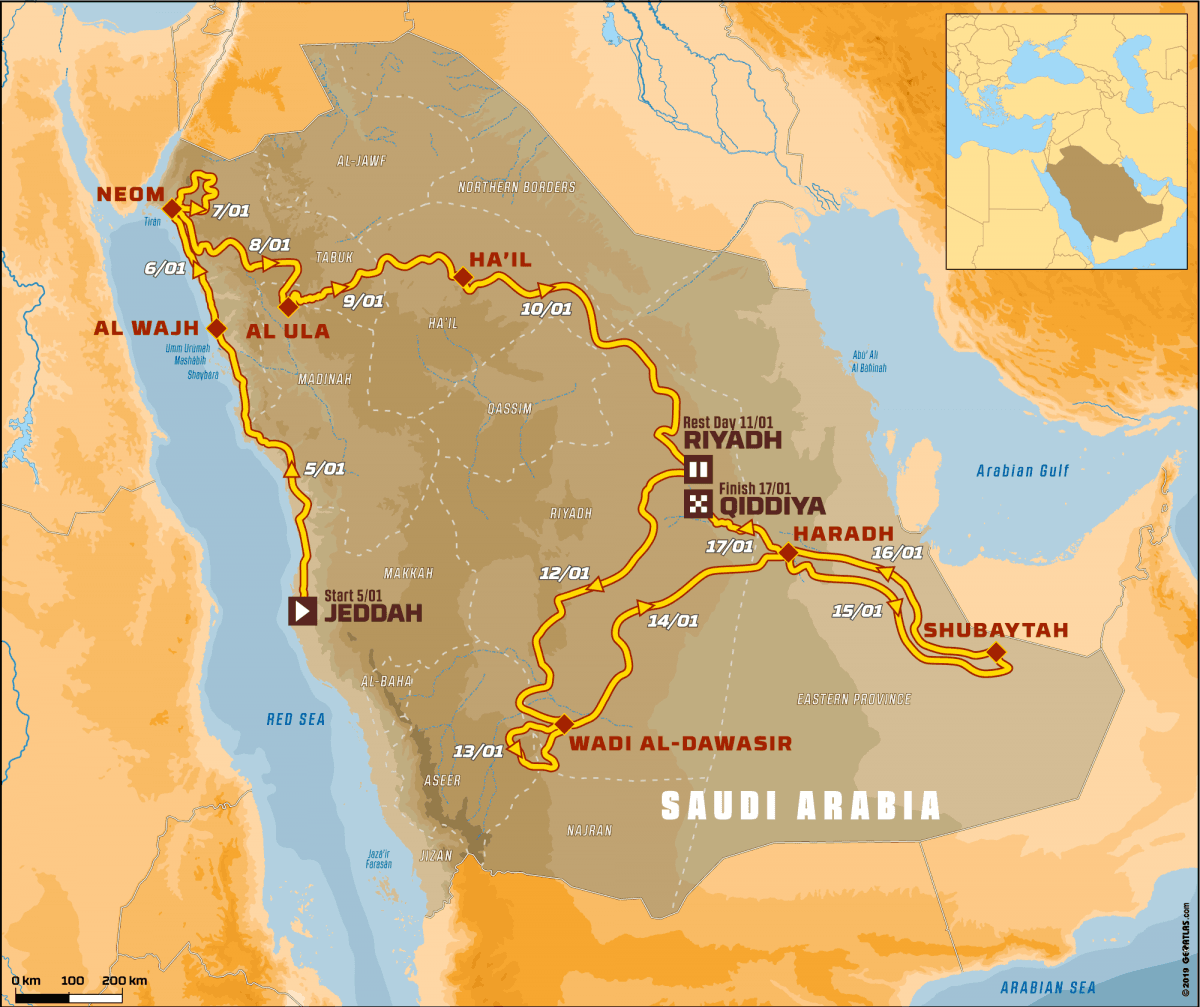 AL-JAWF
NORTHERN BORDERS
NEOM
7/01
Tiran
8/01
TABUK
HA'IL
6/01
9/01
10/01
AL WAJH
AL ULA
HA'IL
Umm Urumah
Mashabih
Shaybara
Abu' Ali
Al Batinah
MADINAH
QASSIM
Rest Day 11/01
RIYADH
5/01
Arabian Gulf
Finish 17/01
QIDDIYA
RIYADH
HARADH
17/01
16/01
MAKKAH
12/01
Start 5/01
JEDDAH
14/01
15/01
SHUBAYTAH
AL-BAHA
EASTERN PROVINCE
RED SEA
WADI AL-DAWASIR
13/01
ASEER
SAUDI ARABIA
NAJRAN
JIZAN
Jaza'ir
Farasan
0 km 100 200 km
ARABIAN SEA
©2019 GEOATLAS.com